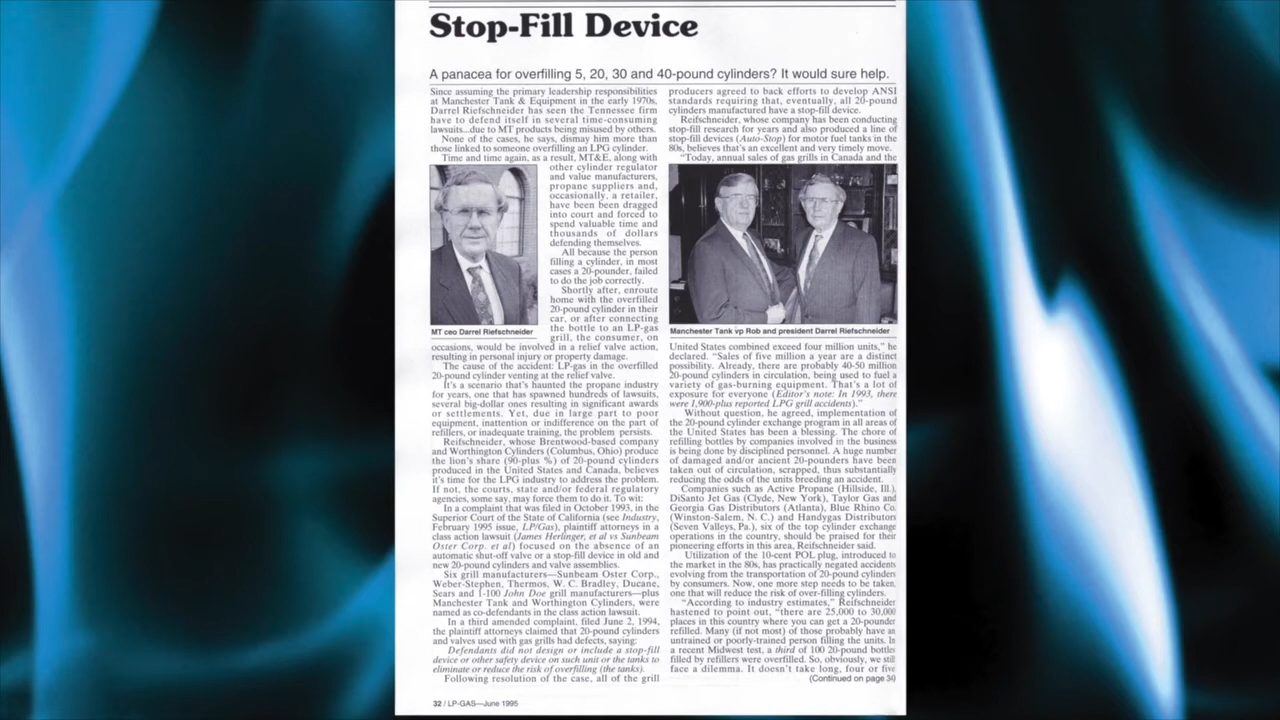 Stop-Fill Device
A panacea for overfilling 5, 20, 30 and 40-pound cylinders? It would sure help.
Since assuming the primary leadership responsibilities
at Manchester Tank & Equipment in the early 1970s,
Darrel Riefschneider has seen the Tennessee firm
have to defend itself in several time-consuming
lawsuits...due to MT products being misused by others.
None of the cases, he says, dismay him more than
those linked to someone overfilling an LPG cylinder.
Time and time again, as a result, MT&E, along with
other cylinder regulator
and value manufacturers,
propane suppliers and,
occasionally, a retailer,
have been been dragged
into court and forced to
spend valuable time and
thousands of dollars
defending themselves.
All because the person
filling a cylinder, in most
cases a 20-pounder, failed
to do the job correctly.
Shortly after, enroute
home with the overfilled
20-pound cylinder in their
car, or after connecting
the bottle to an LP-gas
grill, the consumer, on
MT ceo Darrel Riefschneider
occasions, would be involved in a relief valve action,
resulting in personal injury or property damage.
The cause of the accident: LP-gas in the overfilled
20-pound cylinder venting at the relief valve.
It's a scenario that's haunted the propane industry
for years, one that has spawned hundreds of lawsuits,
several big-dollar ones resulting in significant awards
or settlements. Yet, due in large part to poor
equipment, inattention or indifference on the part of
refillers, or inadequate training, the problem persists.
Reifschneider, whose Brentwood-based company
and Worthington Cylinders (Columbus, Ohio) produce
the lion's share (90-plus %) of 20-pound cylinders
produced in the United States and Canada, believes
it's time for the LPG industry to address the problem.
If not, the courts, state and/or federal regulatory
agencies, some say, may force them to do it. To wit:
In a complaint that was filed in October 1993, in the
Superior Court of the State of California (see Industry,
February 1995 issue, LP/Gas), plaintiff attorneys in a
class action lawsuit (James Herlinger, et al vs Sunbeam
Oster Corp. et al) focused on the absence of an
automatic shut-off valve or a stop-fill device in old and
new 20-pound cylinders and valve assemblies.
Six grill manufacturers—Sunbeam Oster Corp.,
Weber-Stephen, Thermos, W. C. Bradley, Ducane,
Sears and 1-100 John Doe grill manufacturers—plus
Manchester Tank and Worthington Cylinders, were
named as co-defendants in the class action lawsuit.
In a third amended complaint, filed June 2, 1994,
the plaintiff attorneys claimed that 20-pound cylinders
and valves used with gas grills had defects, saying:
Defendants did not design or include a stop-fill
device or other safety device on such unit or the tanks to
eliminate or reduce the risk of overfilling (the tanks).
Following resolution of the case, all of the grill
producers agreed to back efforts to develop ANSI
standards requiring that, eventually, all 20-pound
cylinders manufactured have a stop-fill device.
Reifschneider, whose company has been conducting
stop-fill research for years and also produced a line of
stop-fill devices (Auto-Stop) for motor fuel tanks in the
80s, believes that's an excellent and very timely move.
"Today, annual sales of gas grills in Canada and the
Manchester Tank vp Rob and president Darrel Riefschneider
United States combined exceed four million units," he
declared. "Sales of five million a year are a distinct
possibility. Already, there are probably 40-50 million
20-pound cylinders in circulation, being used to fuel a
variety of gas-burning equipment. That's a lot of
exposure for everyone (Editor's note: In 1993, there
were 1,900-plus reported LPG grill accidents)."
Without question, he agreed, implementation of
the 20-pound cylinder exchange program in all areas of
the United States has been a blessing. The chore of
refilling bottles by companies involved in the business
is being done by disciplined personnel. A huge number
of damaged and/or ancient 20-pounders have been
taken out of circulation, scrapped, thus substantially
reducing the odds of the units breeding an accident.
Companies such as Active Propane (Hillside, Ill.),
DiSanto Jet Gas (Clyde, New York), Taylor Gas and
Georgia Gas Distributors (Atlanta), Blue Rhino Co.
(Winston-Salem, N. C.) and Handygas Distributors
(Seven Valleys, Pa.), six of the top cylinder exchange
operations in the country, should be praised for their
pioneering efforts in this area, Reifschneider said.
Utilization of the 10-cent POL plug, introduced to
the market in the 80s, has practically negated accidents
evolving from the transportation of 20-pound cylinders
by consumers. Now, one more step needs to be taken,
one that will reduce the risk of over-filling cylinders.
"According to industry estimates," Reifschneider
hastened to point out, "there are 25,000 to 30,000
places in this country where you can get a 20-pounder
refilled. Many (if not most) of those probably have an
untrained or poorly-trained person filling the units. In
a recent Midwest test, a third of 100 20-pound bottles
filled by refillers were overfilled. So, obviously, we still
face a dilemma. It doesn't take long, four or five
(Continued on page 34)
32 / LP-GAS—June 1995